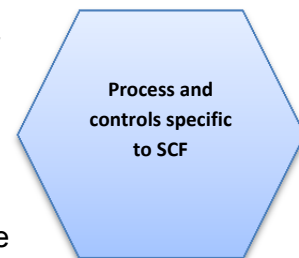 Process and
controls specific
to SCF
e